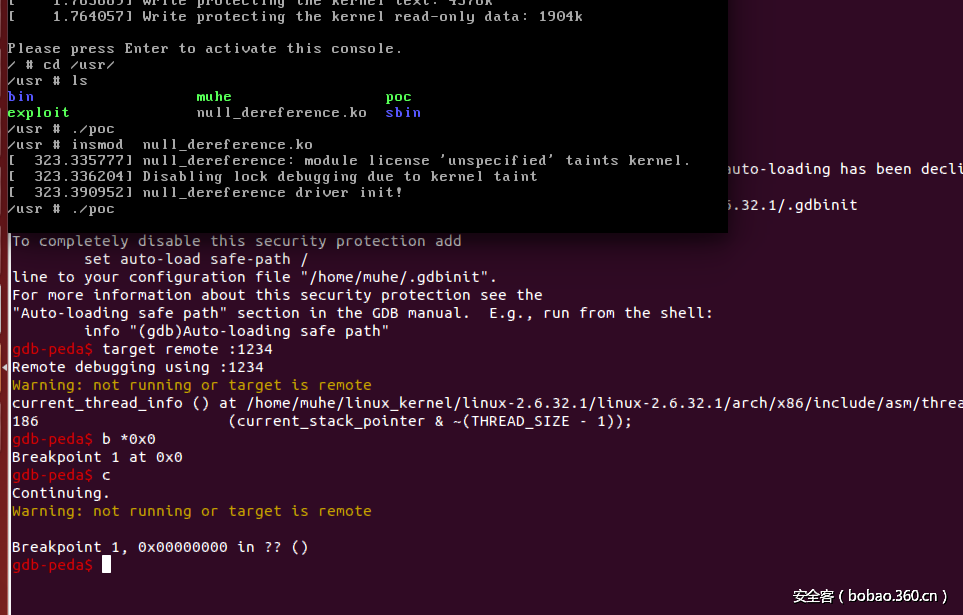 [    1.763885] Write protecting the kernel text: 4376k
[    1.764057] Write protecting the kernel read-only data: 1904k
Please press Enter to activate this console.
/ # cd /usr/
/usr # ls
bin                   muhe                  poc
exploit               null_dereference.ko  sbin
/usr # ./poc
/usr # insmod  null_dereference.ko
[  323.335777] null_dereference: module license 'unspecified' taints kernel.
[  323.336204] Disabling lock debugging due to kernel taint
[  323.390952] null_dereference driver init!
/usr # ./poc
auto-loading has been decli
6.32.1/.gdbinit
To completely disable this security protection add
        set auto-load safe-path /
line to your configuration file "/home/muhe/.gdbinit".
For more information about this security protection see the
"Auto-loading safe path" section in the GDB manual.  E.g., run from the shell:
        info "(gdb)Auto-loading safe path"
gdb-peda$ target remote :1234
Remote debugging using :1234
Warning: not running or target is remote
current_thread_info () at /home/muhe/linux_kernel/linux-2.6.32.1/linux-2.6.32.1/arch/x86/include/asm/threa
186                     (current_stack_pointer & ~(THREAD_SIZE - 1));
gdb-peda$ b *0x0
Breakpoint 1 at 0x0
gdb-peda$ c
Continuing.
Warning: not running or target is remote
Breakpoint 1, 0x00000000 in ?? ()
gdb-peda$
安全客 ( bobao.360.cn )